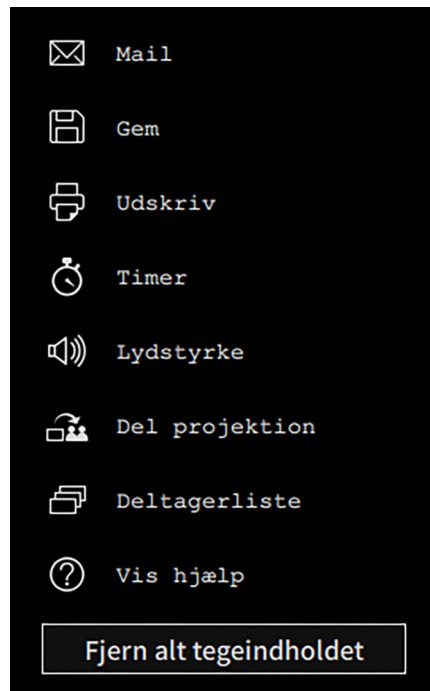 Mail
Gem
Udskriv
Timer
Lydstyrke
Del projektion
Deltagerliste
Vis hjælp
Fjern alt tegeindholdet